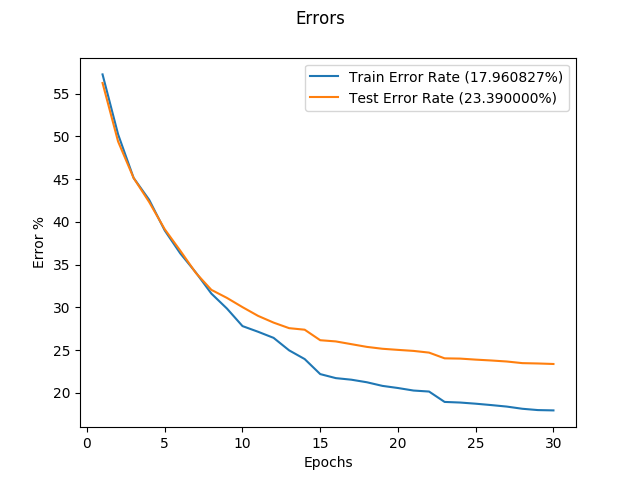 Errors
Train Error Rate (17.960827%)
Test Error Rate (23.390000%)
Error %
55
50
45
40
35
30
25
20
0 5 10 15 20 25 30
Epochs